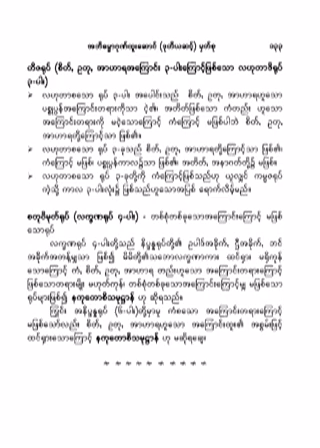 အဘိဓမ္မောဂုဏ်ထူးဆောင် (ဒုတိယဆင့်) မှတ်စု ၁၃၃
တိဇရုပ် (စိတ်, ဥတု, အာဟာရအကြောင်း ၃-ပါးကြောင့်ဖြစ်သော လဟုတာဒိရုပ်
၃-ပါး)
➢ လဟုတာစသော ရုပ် ၃-ပါး အပေါင်းသည် စိတ်, ဥတု, အာဟာရဟူသော
ပစ္စုပ္ပန်အကြောင်းတရားကိုသာ ငဲ့၏၊ အတိတ်ဖြစ်သော ကံတည်း ဟူသော
အကြောင်းတရားကို မငဲ့သောကြောင့် ကံကြောင့် မဖြစ်ပါဘဲ စိတ်, ဥတု,
အာဟာရတို့ကြောင့်သာ ဖြစ်၏။
➢ လဟုတာစသော ရုပ် ၃-ခုသည် စိတ်, ဥတု, အာဟာရတို့ကြောင့်သာ ဖြစ်၏၊
ကံကြောင့် မဖြစ်၊ ပစ္စုပ္ပန်ကာလ၌သာ ဖြစ်၏၊ အတိတ်, အနာဂတ်တို့၌ မဖြစ်။
➢ လဟုတာစသော ရုပ် ၃-ခုတို့ကို ကံကြောင့်ဖြစ်သည်ဟု ယူလျှင် ကမ္မဇရုပ်
ကဲ့သို့ ကာလ ၃-ပါးလုံး၌ ဖြစ်သည်ဟူသောအပြစ် ရောက်လိမ့်မည်။
စတုဒွိမုတ်ရုပ် (လက္ခဏရုပ် ၄-ပါး) - တစ်စုံတစ်ခုသောအကြောင်းကြောင့် မဖြစ်
သောရုပ်
လက္ခဏရုပ် ၄-ပါးတို့သည် နိပ္ဖန္နရုပ်တို့၏ ဥပါဒ်အခိုက်, ဌီအခိုက်, ဘင်
အခိုက်အတန့်မျှသာ ဖြစ်၍ မိမိတို့၏သဘောလက္ခဏာကား ထင်ရှား မရှိကုန်
သောကြောင့် ကံ, စိတ်, ဥတု, အာဟာရ တည်းဟူသော အကြောင်းတရားကြောင့်
ဖြစ်သောတရားမျိုး မဟုတ်ကုန်၊ တစ်စုံတစ်ခုသောအကြောင်းကြောင့်မျှ မဖြစ်သော
ရုပ်များဖြစ်၍ နကုတောစိသမုဋ္ဌာန် ဟု ဆိုရသည်။
ကြွင်း အနိပ္ဖန္နရုပ် (၆-ပါး)တို့မှာမူ ကံစသော အကြောင်းတရားကြောင့်
မဖြစ်သော်လည်း စိတ်, ဥတု, အာဟာရဟူသော အကြောင်းထူး၏ အစွမ်းဖြင့်
ထင်ရှားသောကြောင့် နကုတောစိသမုဋ္ဌာန် ဟု မဆိုရချေ။
* * * * * * * * * *